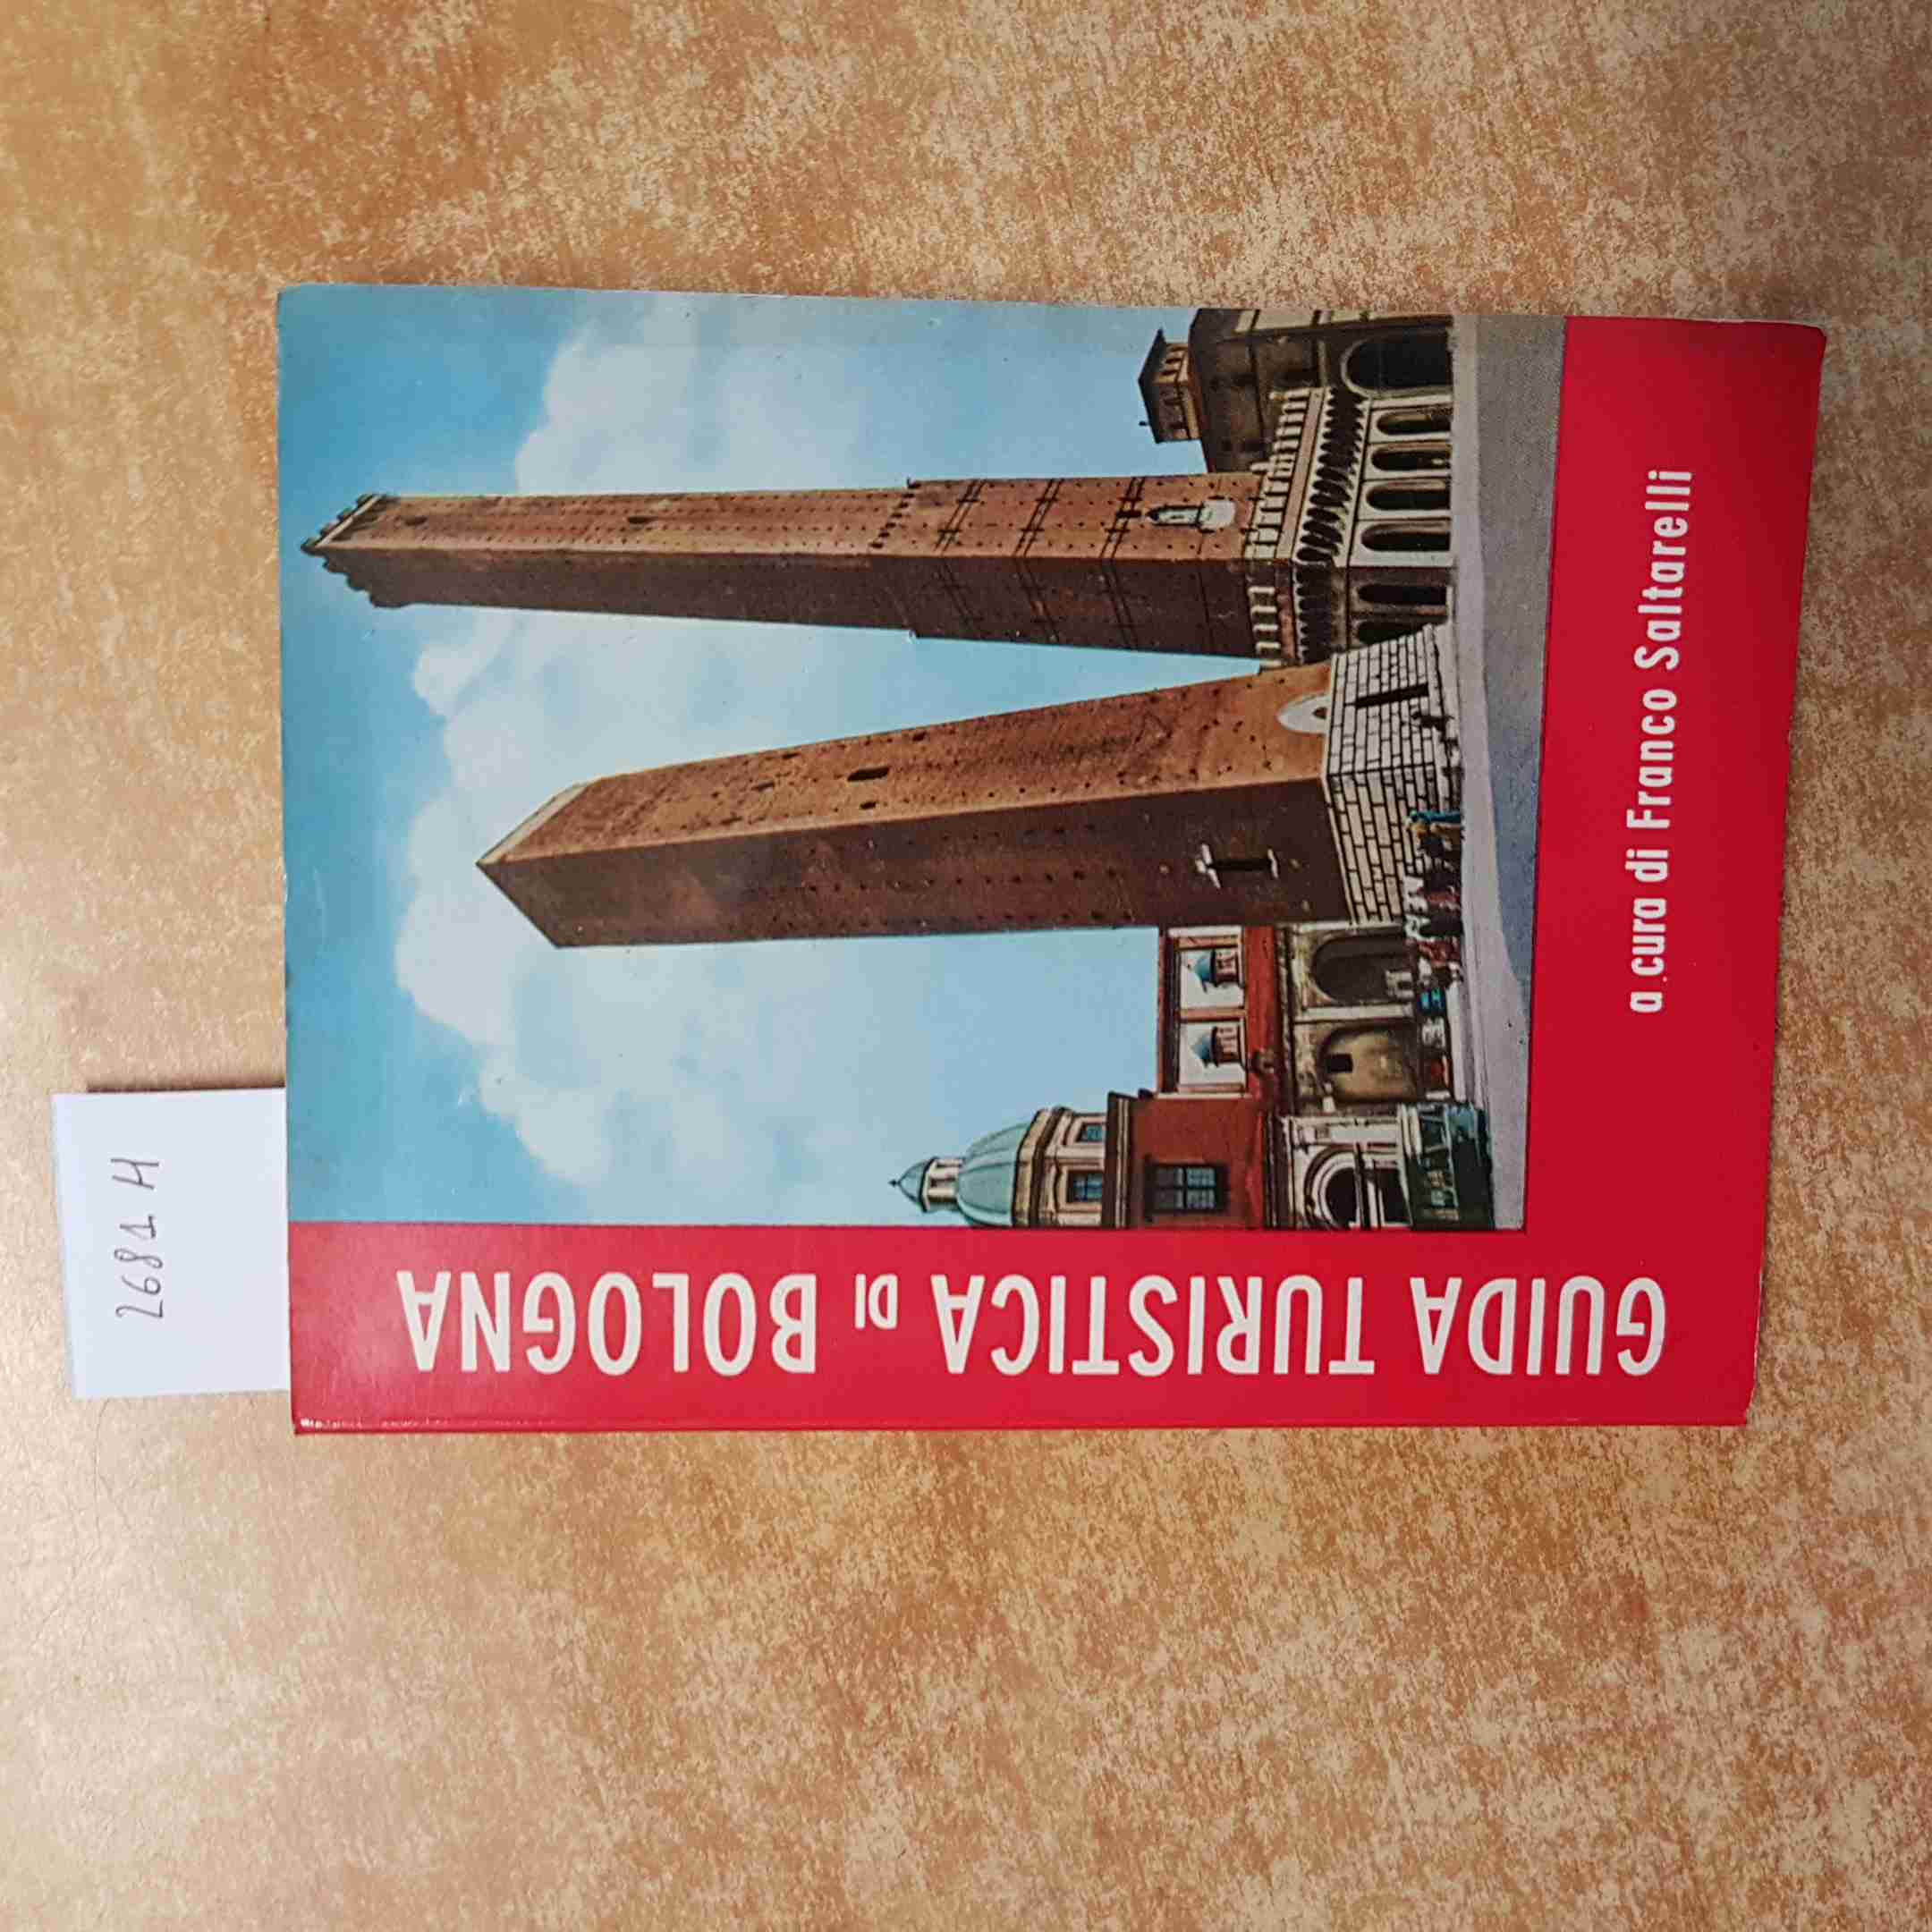 2681 H
GUIDA TURISTICA DI BOLOGNA
a cura di Franco Saltarelli